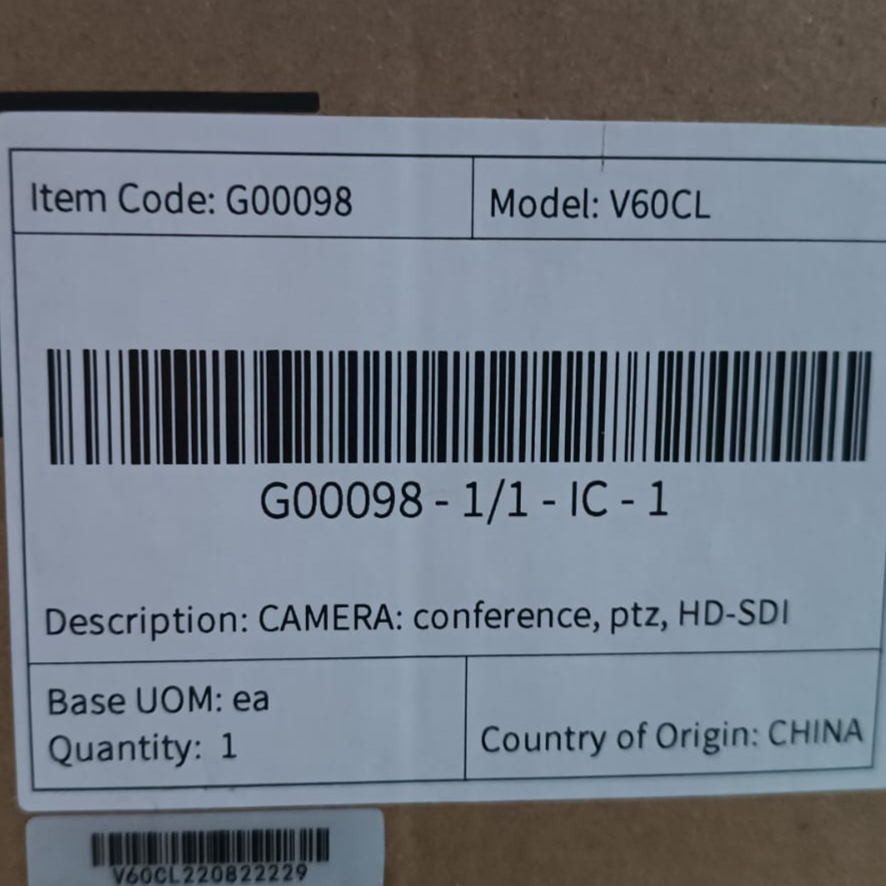 Item Code: G00098
Model: V60CL
G00098 - 1/1 - IC - 1
Description: CAMERA: conference, ptz, HD-SDI
Base UOM: ea
Quantity: 1
Country of Origin: CHINA
V60CL220822229